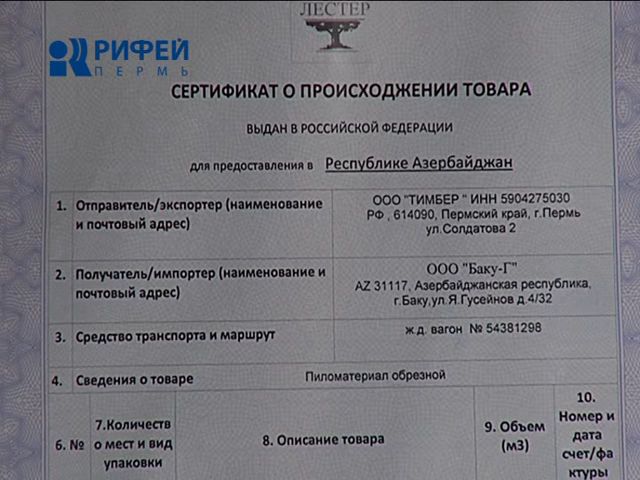 ЛЕСТЕР
РИФЕЙ
ПЕРМЬ
СЕРТИФИКАТ О ПРОИСХОДЖЕНИИ ТОВАРА
ВЫДАН В РОССИЙСКОЙ ФЕДЕРАЦИИ
для предоставления в Республике Азербайджан
1. Отправитель/экспортер (наименование
и почтовый адрес)
ООО "ТИМБЕР " ИНН 5904275030
РФ , 614090, Пермский край, г.Пермь
ул.Солдатова 2
2. Получатель/импортер (наименование и
почтовый адрес)
ООО "Баку-Г"
AZ 31117, Азербайджанская республика,
г.Баку,ул.Я.Гусейнов д.4/32
3. Средство транспорта и маршрут
ж.д. вагон № 54381298
4. Сведения о товаре
Пиломатериал обрезной
6. №
7.Количеств
о мест и вид
упаковки
8. Описание товара
9. Объем
(м3)
10.
Номер и
дата
счет/фа
ктуры